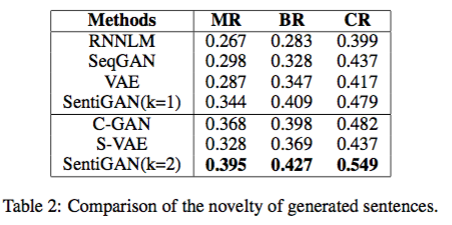 Methods MR BR CR
RNNLM 0.267 0.283 0.399
SeqGAN 0.298 0.328 0.437
VAE 0.287 0.347 0.417
SentiGAN(k=1) 0.344 0.409 0.479
C-GAN 0.368 0.398 0.482
S-VAE 0.328 0.369 0.437
SentiGAN(k=2) 0.395 0.427 0.549
Table 2: Comparison of the novelty of generated sentences.